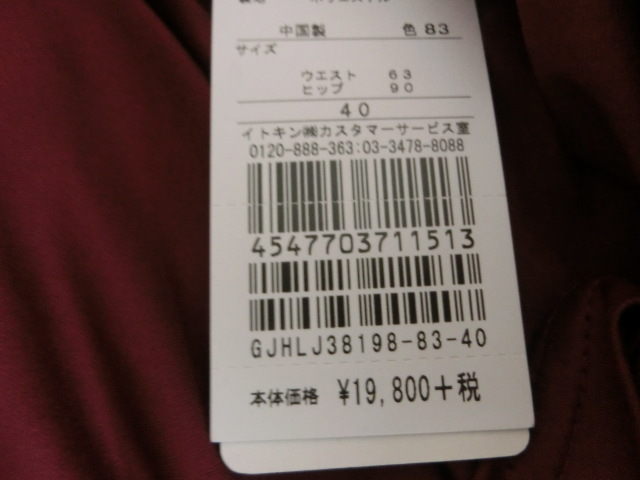 中国製 色83
サイズ
ウエスト 63
ヒップ 90
40
イトキン㈱カスタマーサービス室
0120-888-363:03-3478-8088
4547703711513
GJHLJ38198-83-40
本体価格 ¥19,800+税